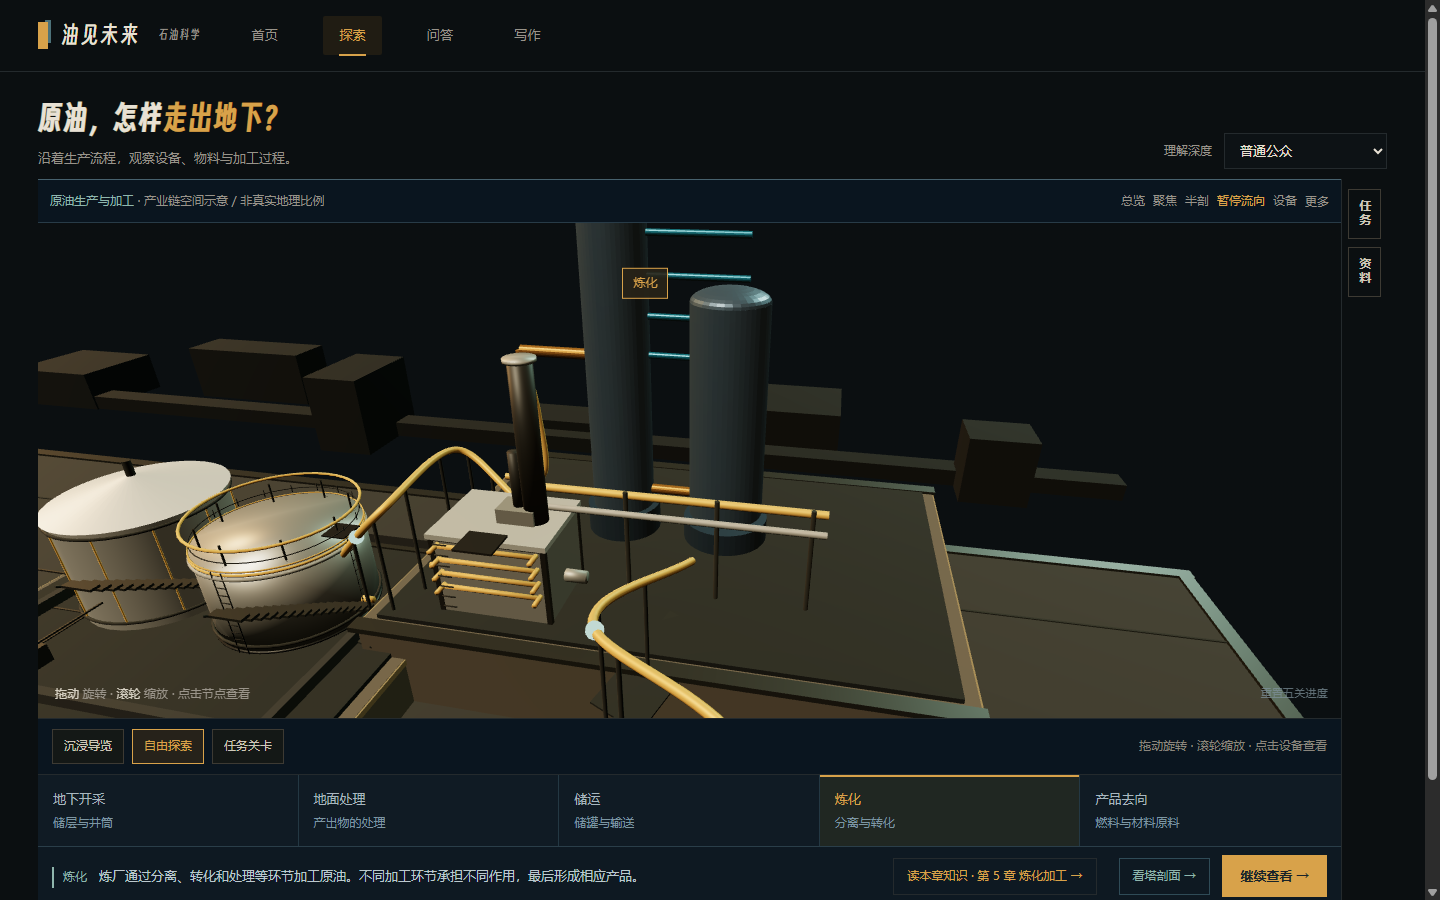 油见未来 石油科学 首页 探索 问答 写作
原油，怎样走出地下？
沿着生产流程，观察设备、物料与加工过程。
理解深度 普通公众
原油生产与加工 · 产业链空间示意 / 非真实地理比例
总览 聚焦 半剖 暂停流向 设备 更多
任务
资料
炼化
拖动 旋转 · 滚轮 缩放 · 点击节点查看
重置五关进度
沉浸导览 自由探索 任务关卡
拖动旋转 · 滚轮缩放 · 点击设备查看
地下开采
储层与井筒
地面处理
产出物的处理
储运
储罐与输送
炼化
分离与转化
产品去向
燃料与材料原料
炼化 炼厂通过分离、转化和处理等环节加工原油。不同加工环节承担不同作用，最后形成相应产品。
读本章知识 · 第 5 章 炼化加工 →
看塔剖面 →
继续查看 →